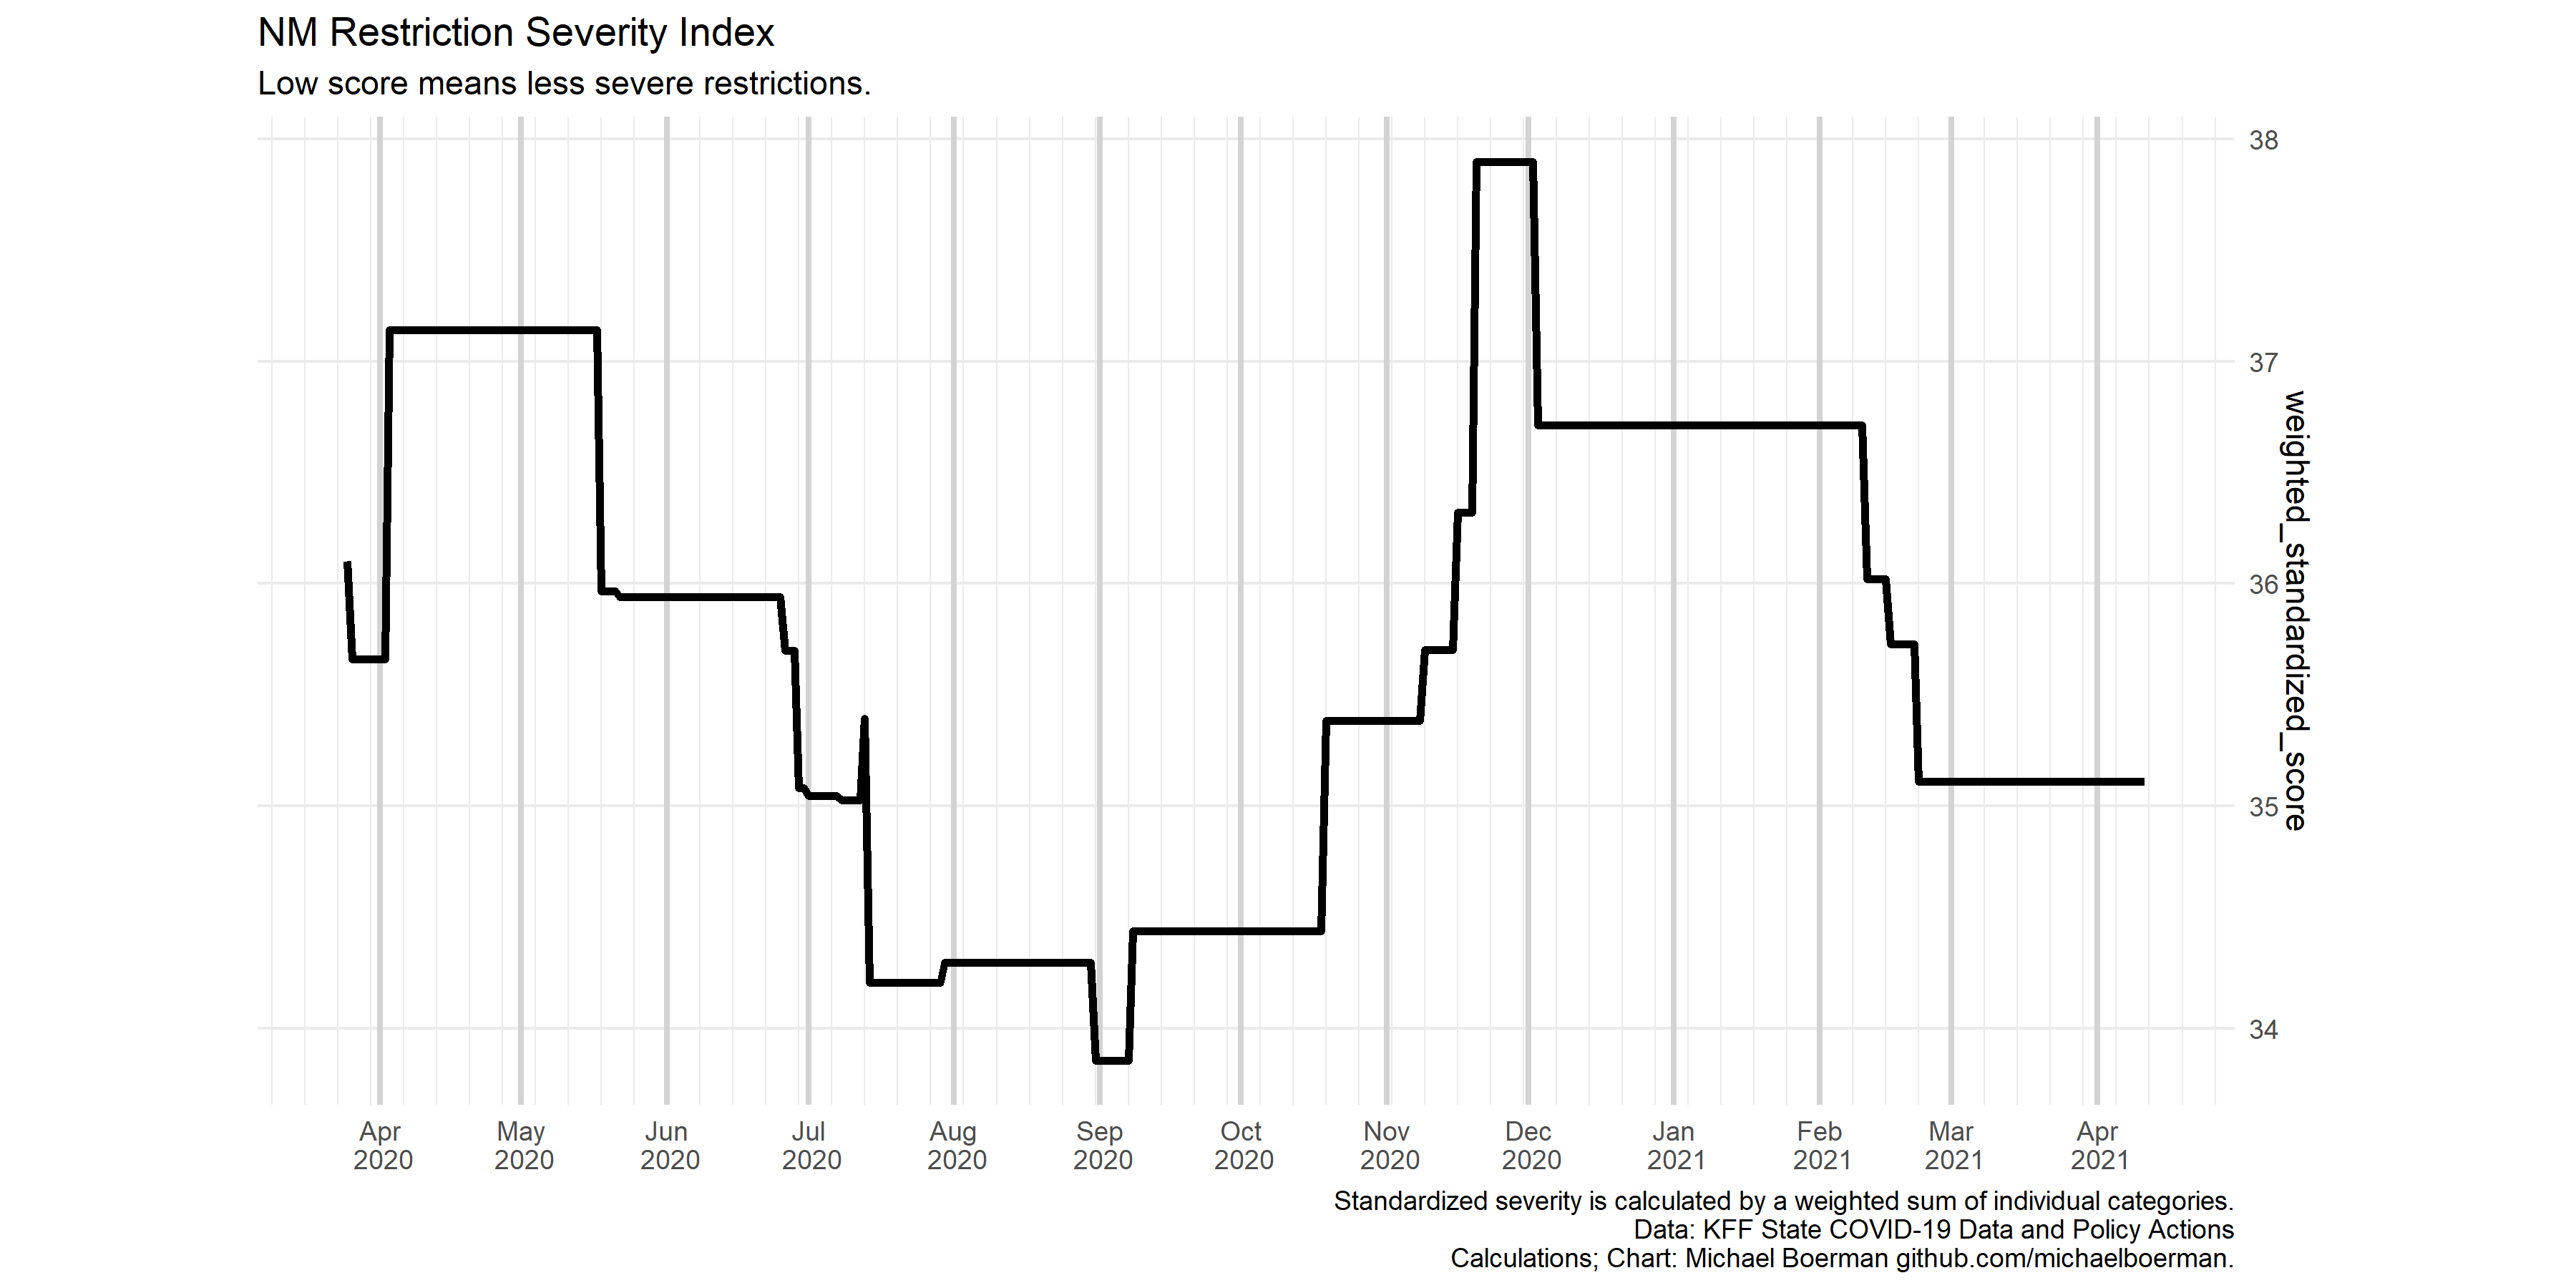 NM Restriction Severity Index
Low score means less severe restrictions.
38
37
36
35
34
weighted_standardized_score
Apr
2020
May
2020
Jun
2020
Jul
2020
Aug
2020
Sep
2020
Oct
2020
Nov
2020
Dec
2020
Jan
2021
Feb
2021
Mar
2021
Apr
2021
Standardized severity is calculated by a weighted sum of individual categories.
Data: KFF State COVID-19 Data and Policy Actions
Calculations; Chart: Michael Boerman github.com/michaelboerman.